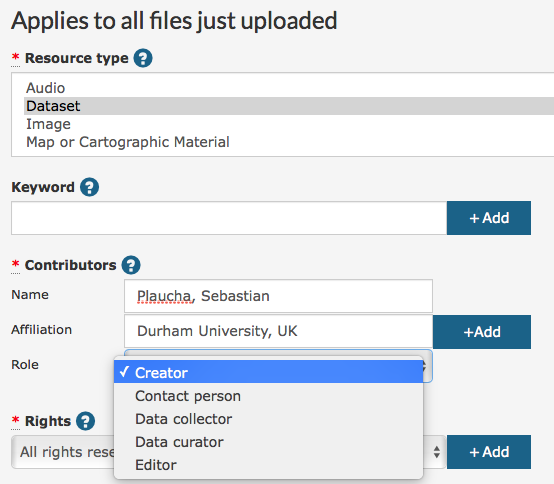 Applies to all files just uploaded
* Resource type ?
Audio
Dataset
Image
Map or Cartographic Material
Keyword ?
+ Add
* Contributors ?
Name Plaucha, Sebastian
Affiliation Durham University, UK +Add
Role
✓ Creator
Contact person
Data collector
Data curator
Editor
* Rights ?
All rights rese + Add